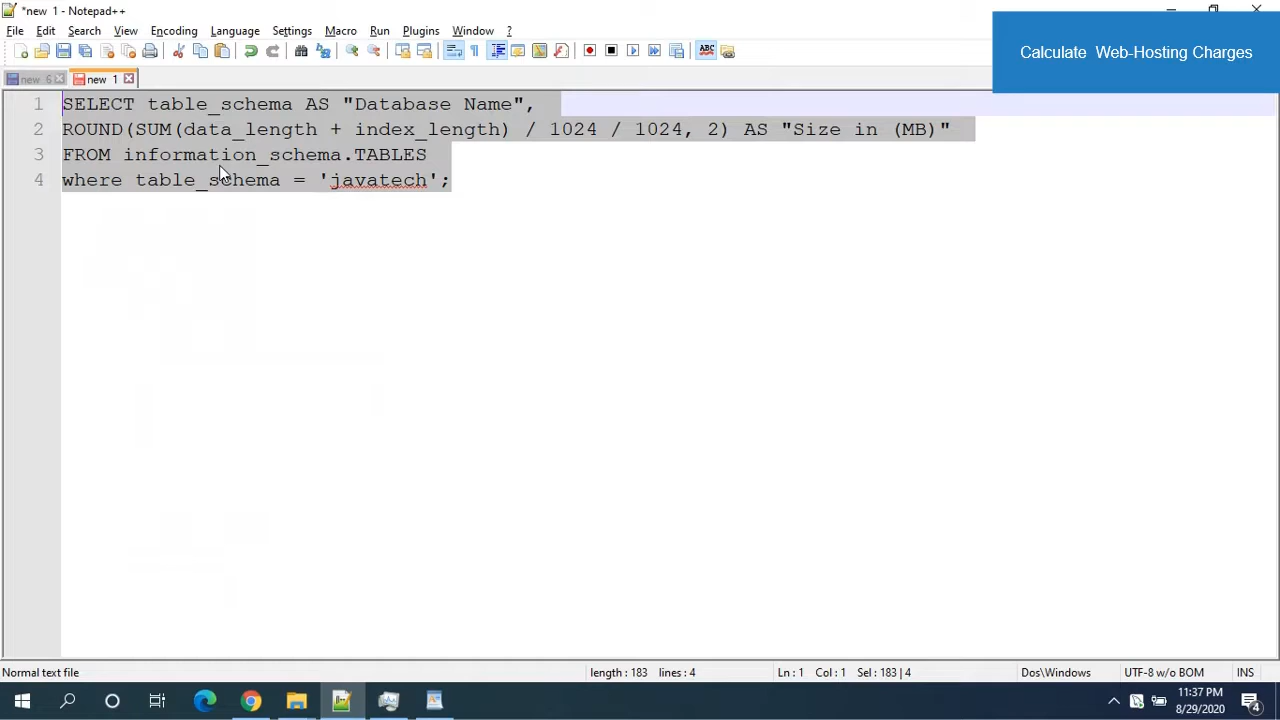 *new 1 - Notepad++
File Edit Search View Encoding Language Settings Macro Run Plugins Window ?
Calculate Web-Hosting Charges
new 6 new 1
1 SELECT table_schema AS "Database Name",
2 ROUND(SUM(data_length + index_length) / 1024 / 1024, 2) AS "Size in (MB)"
3 FROM information_schema.TABLES
4 where table_schema = 'javatech';
Normal text file length : 183 lines : 4 Ln : 1 Col : 1 Sel : 183 | 4 Dos\Windows UTF-8 w/o BOM INS
11:37 PM
8/29/2020
4